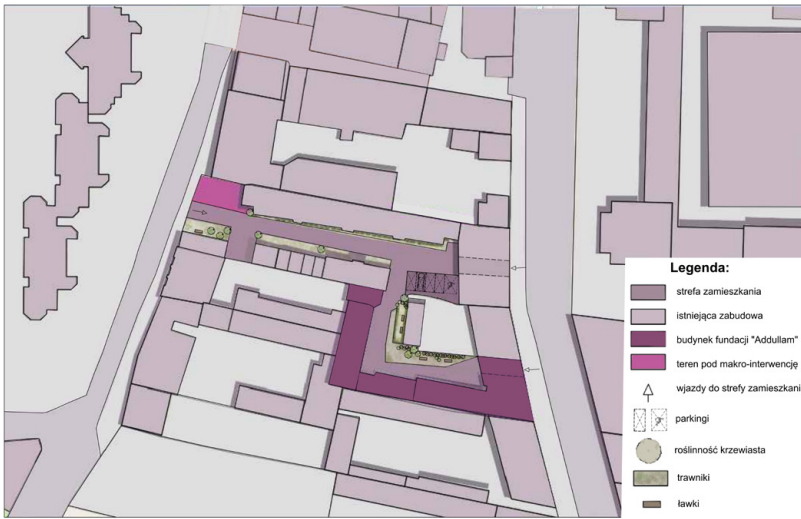 Legenda:
strefa zamieszkania
istniejąca zabudowa
budynek fundacji "Addullam"
teren pod makro-interwencję
wjazdy do strefy zamieszkani
parkingi
roślinność krzewiasta
trawniki
ławki